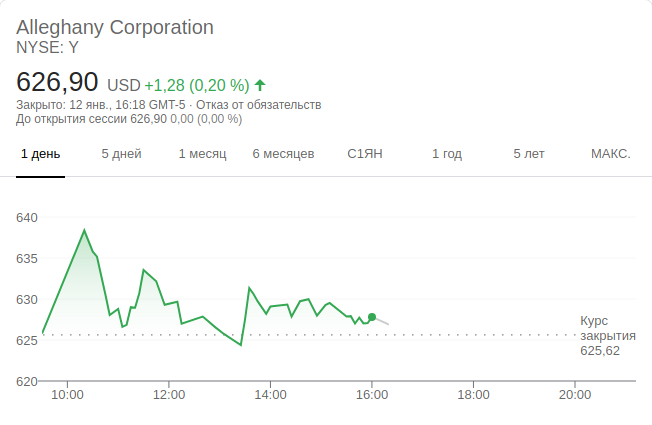 Alleghany Corporation
NYSE: Y
626,90 USD +1,28 (0,20 %)
Закрыто: 12 янв., 16:18 GMT-5 · Отказ от обязательств
До открытия сессии 626,90 0,00 (0,00 %)
1 день 5 дней 1 месяц 6 месяцев С1ЯН 1 год 5 лет МАКС.
640
635
630
625
620
Курс
закрытия
625,62
10:00 12:00 14:00 16:00 18:00 20:00